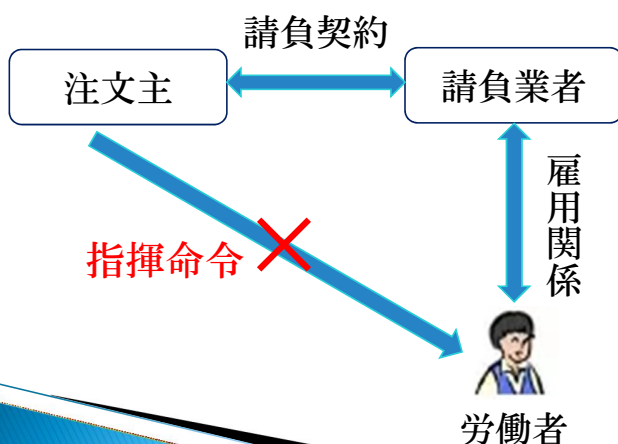 請負契約
注文主
請負業者
雇用関係
指揮命令
労働者